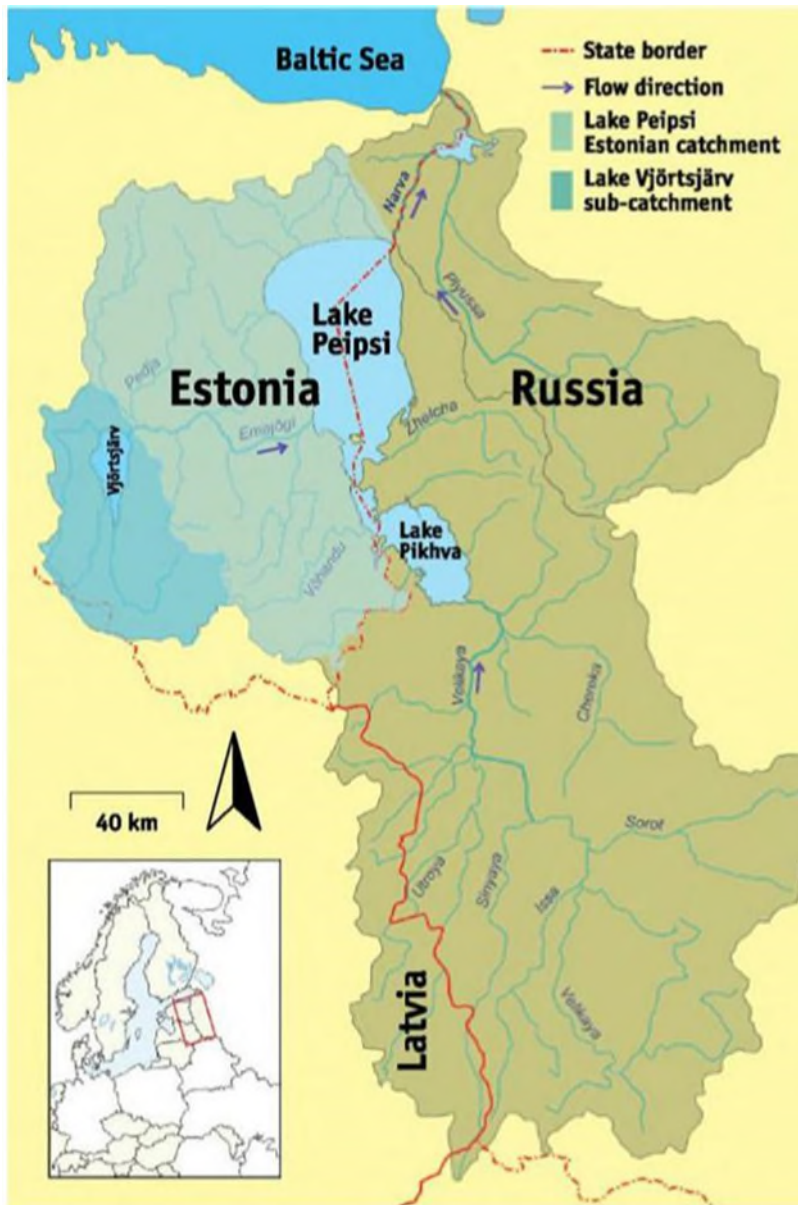 Baltic Sea
State border
Flow direction
Lake Peipsi
Estonian catchment
Lake Vjörtsjärv
sub-catchment
Narva
Plyussa
Lake
Peipsi
Pedja
Estonia
Russia
Zhelcha
Emajõgi
Vjörtsjärv
Lake
Pikhva
Võhandu
Velikaya
Chereka
40 km
Sorot
Utroya
Sinyaya
Issa
Latvia
Velikaya